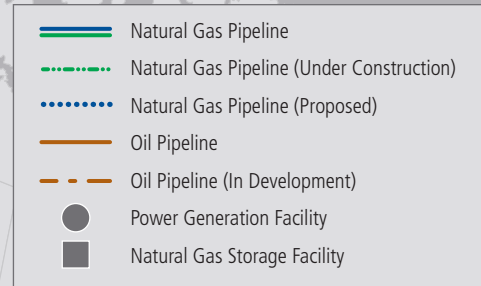 Natural Gas Pipeline
Natural Gas Pipeline (Under Construction)
Natural Gas Pipeline (Proposed)
Oil Pipeline
Oil Pipeline (In Development)
Power Generation Facility
Natural Gas Storage Facility